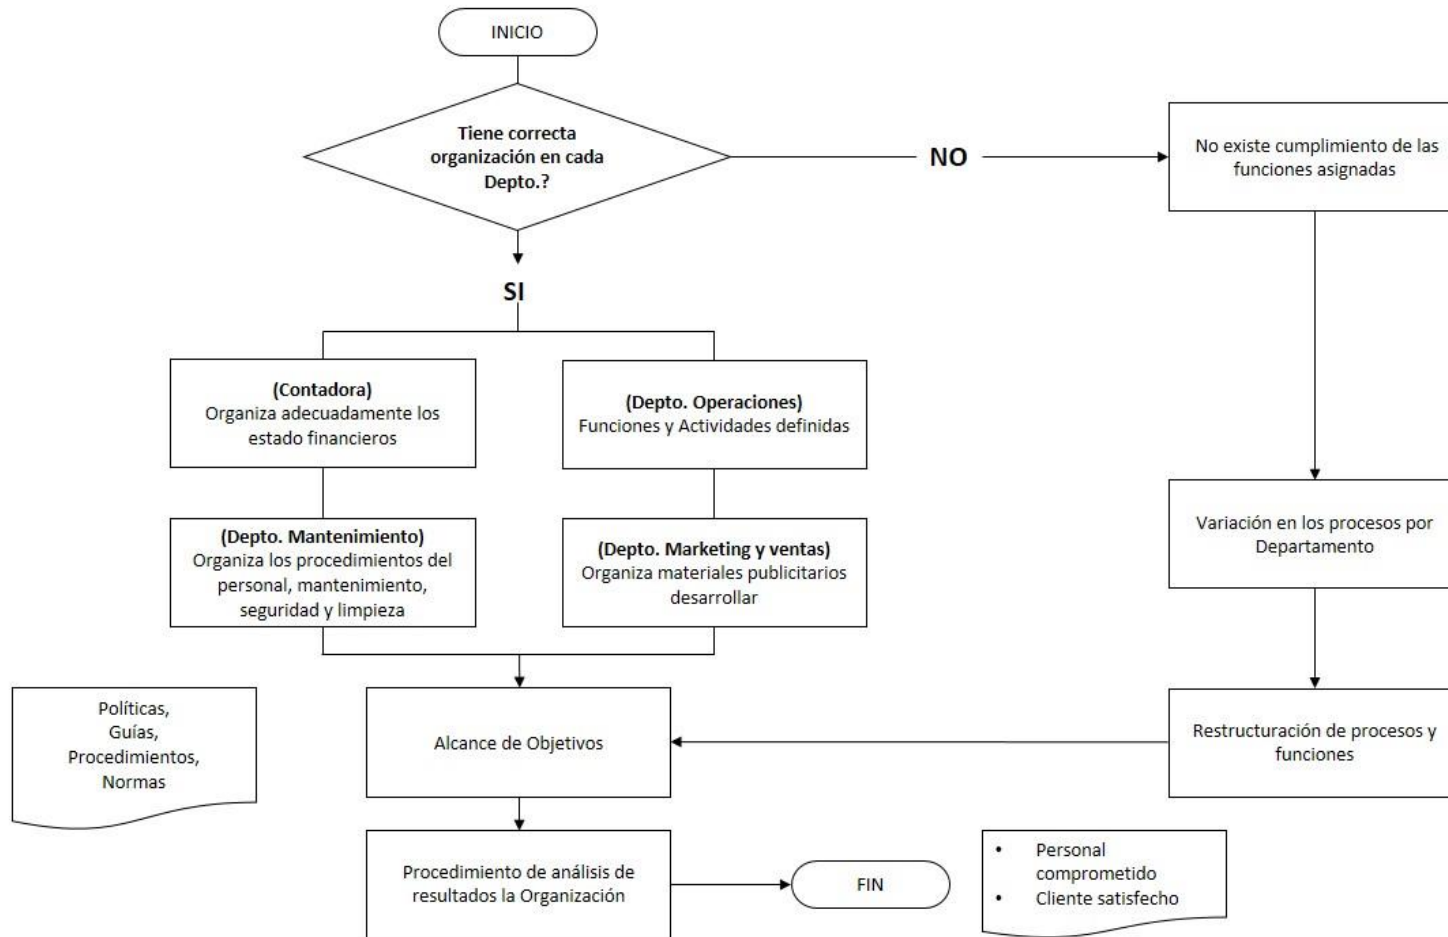 INICIO
Tiene correcta
organización en cada
Depto.?
NO
No existe cumplimiento de las
funciones asignadas
SI
(Contadora)
Organiza adecuadamente los
estado financieros
(Depto. Operaciones)
Funciones y Actividades definidas
(Depto. Mantenimiento)
Organiza los procedimientos del
personal, mantenimiento,
seguridad y limpieza
(Depto. Marketing y ventas)
Organiza materiales publicitarios
desarrollar
Variación en los procesos por
Departamento
Políticas,
Guías,
Procedimientos,
Normas
Alcance de Objetivos
Restructuración de procesos y
funciones
Procedimiento de análisis de
resultados la Organización
FIN
• Personal
comprometido
• Cliente satisfecho